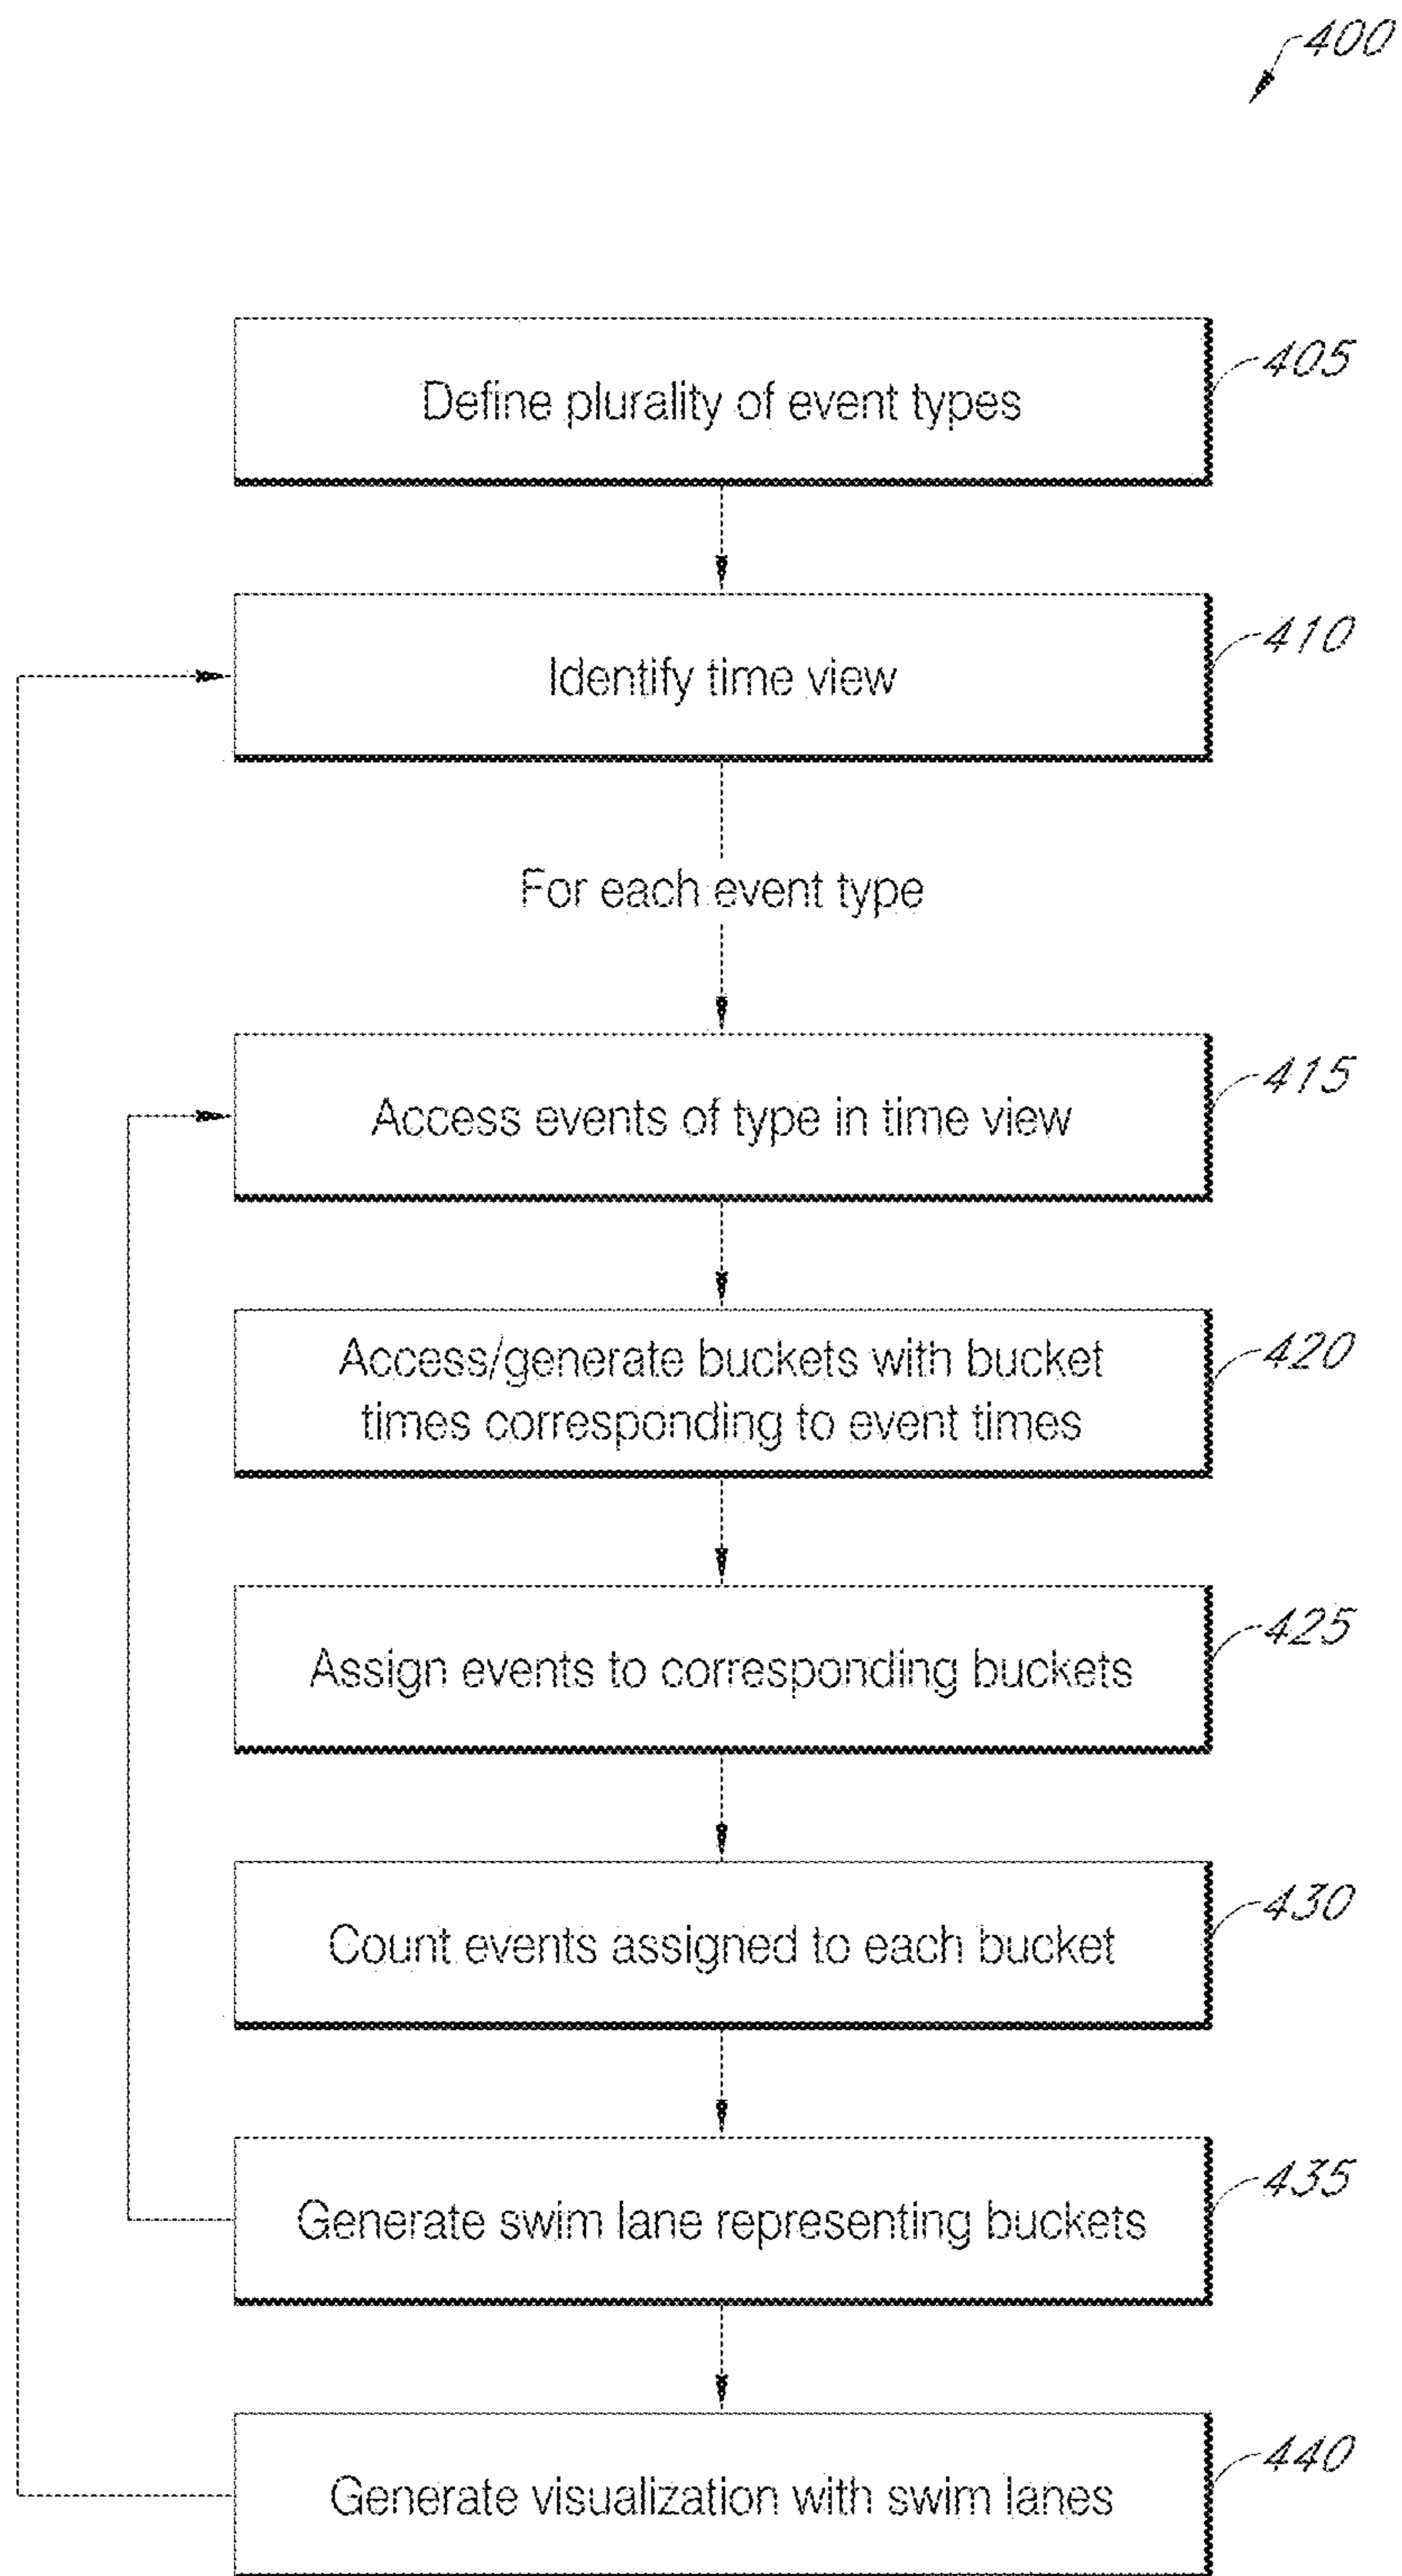 400
Define plurality of event types
405
Identify time view
410
For each event type
Access events of type in time view
415
Access/generate buckets with bucket
times corresponding to event times
420
Assign events to corresponding buckets
425
Count events assigned to each bucket
430
Generate swim lane representing buckets
435
Generate visualization with swim lanes
440